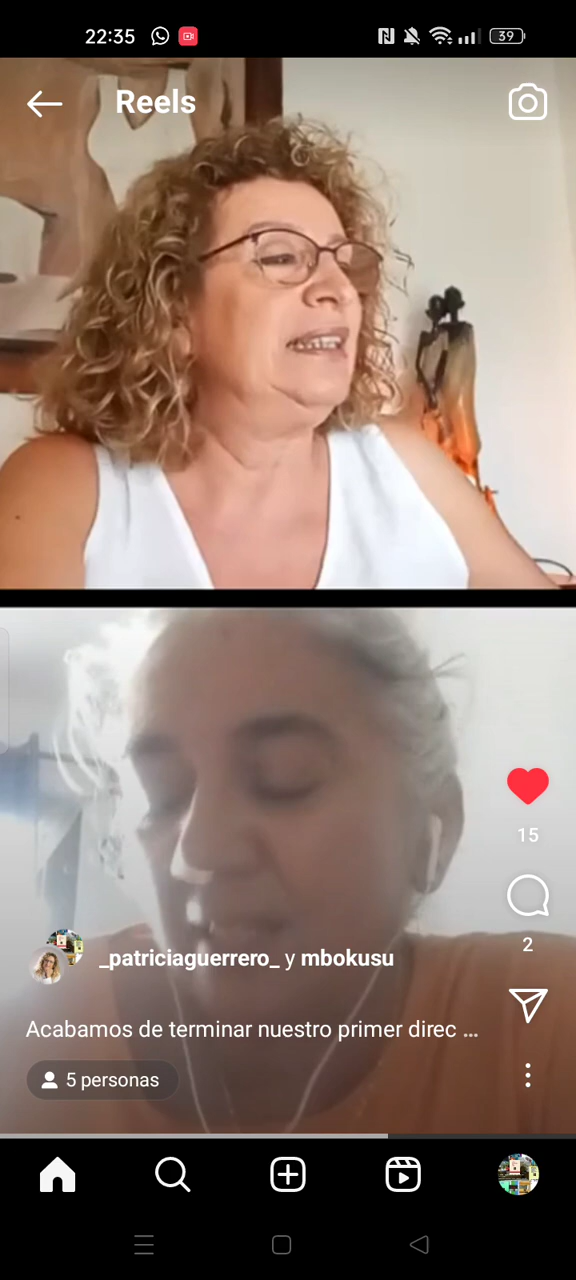 22:35
39
Reels
15
2
_patriciaguerrero_ y mbokusu
Acabamos de terminar nuestro primer direc ...
5 personas